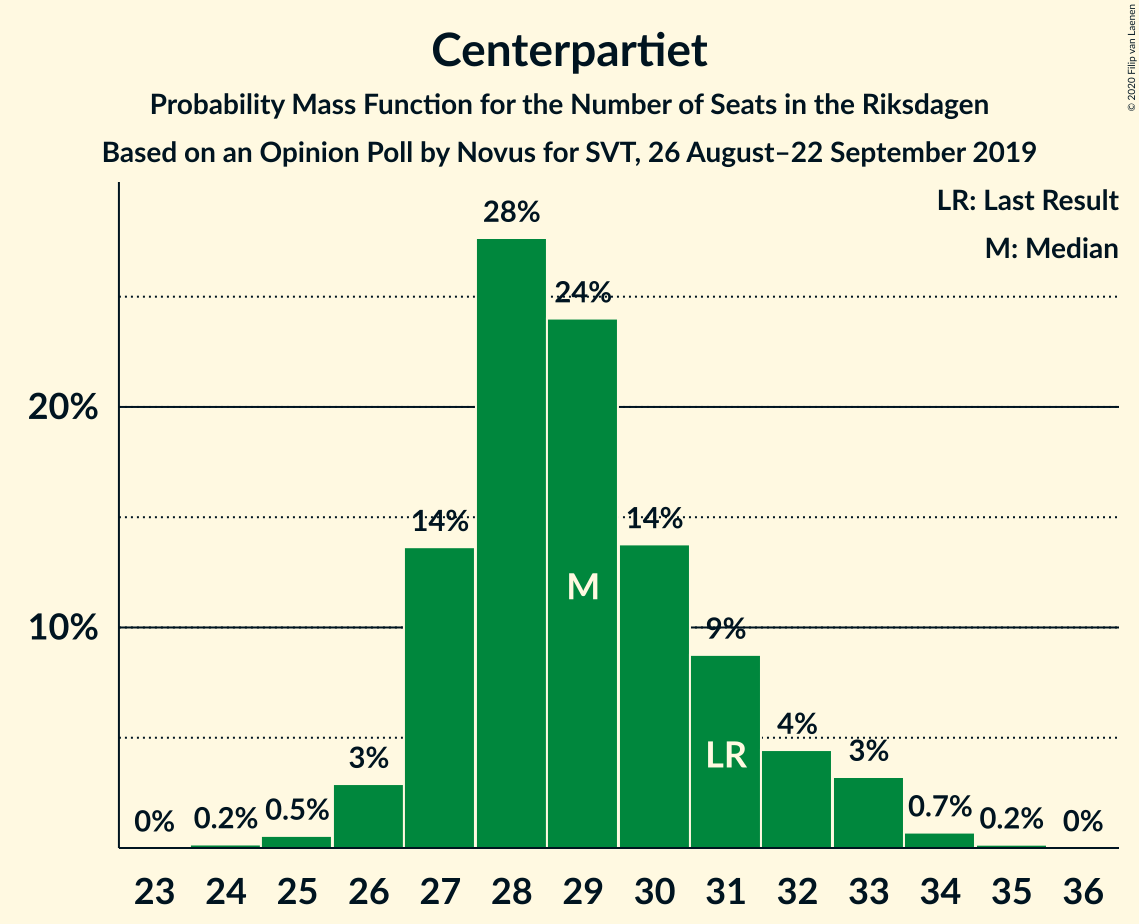 Centerpartiet
Probability Mass Function for the Number of Seats in the Riksdagen
Based on an Opinion Poll by Novus for SVT, 26 August–22 September 2019
© 2020 Filip van Laenen
LR: Last Result
M: Median
20%
10%
0% 0.2% 0.5% 3% 14% 28% 24% 14% 9% 4% 3% 0.7% 0.2% 0%
M
LR
23 24 25 26 27 28 29 30 31 32 33 34 35 36